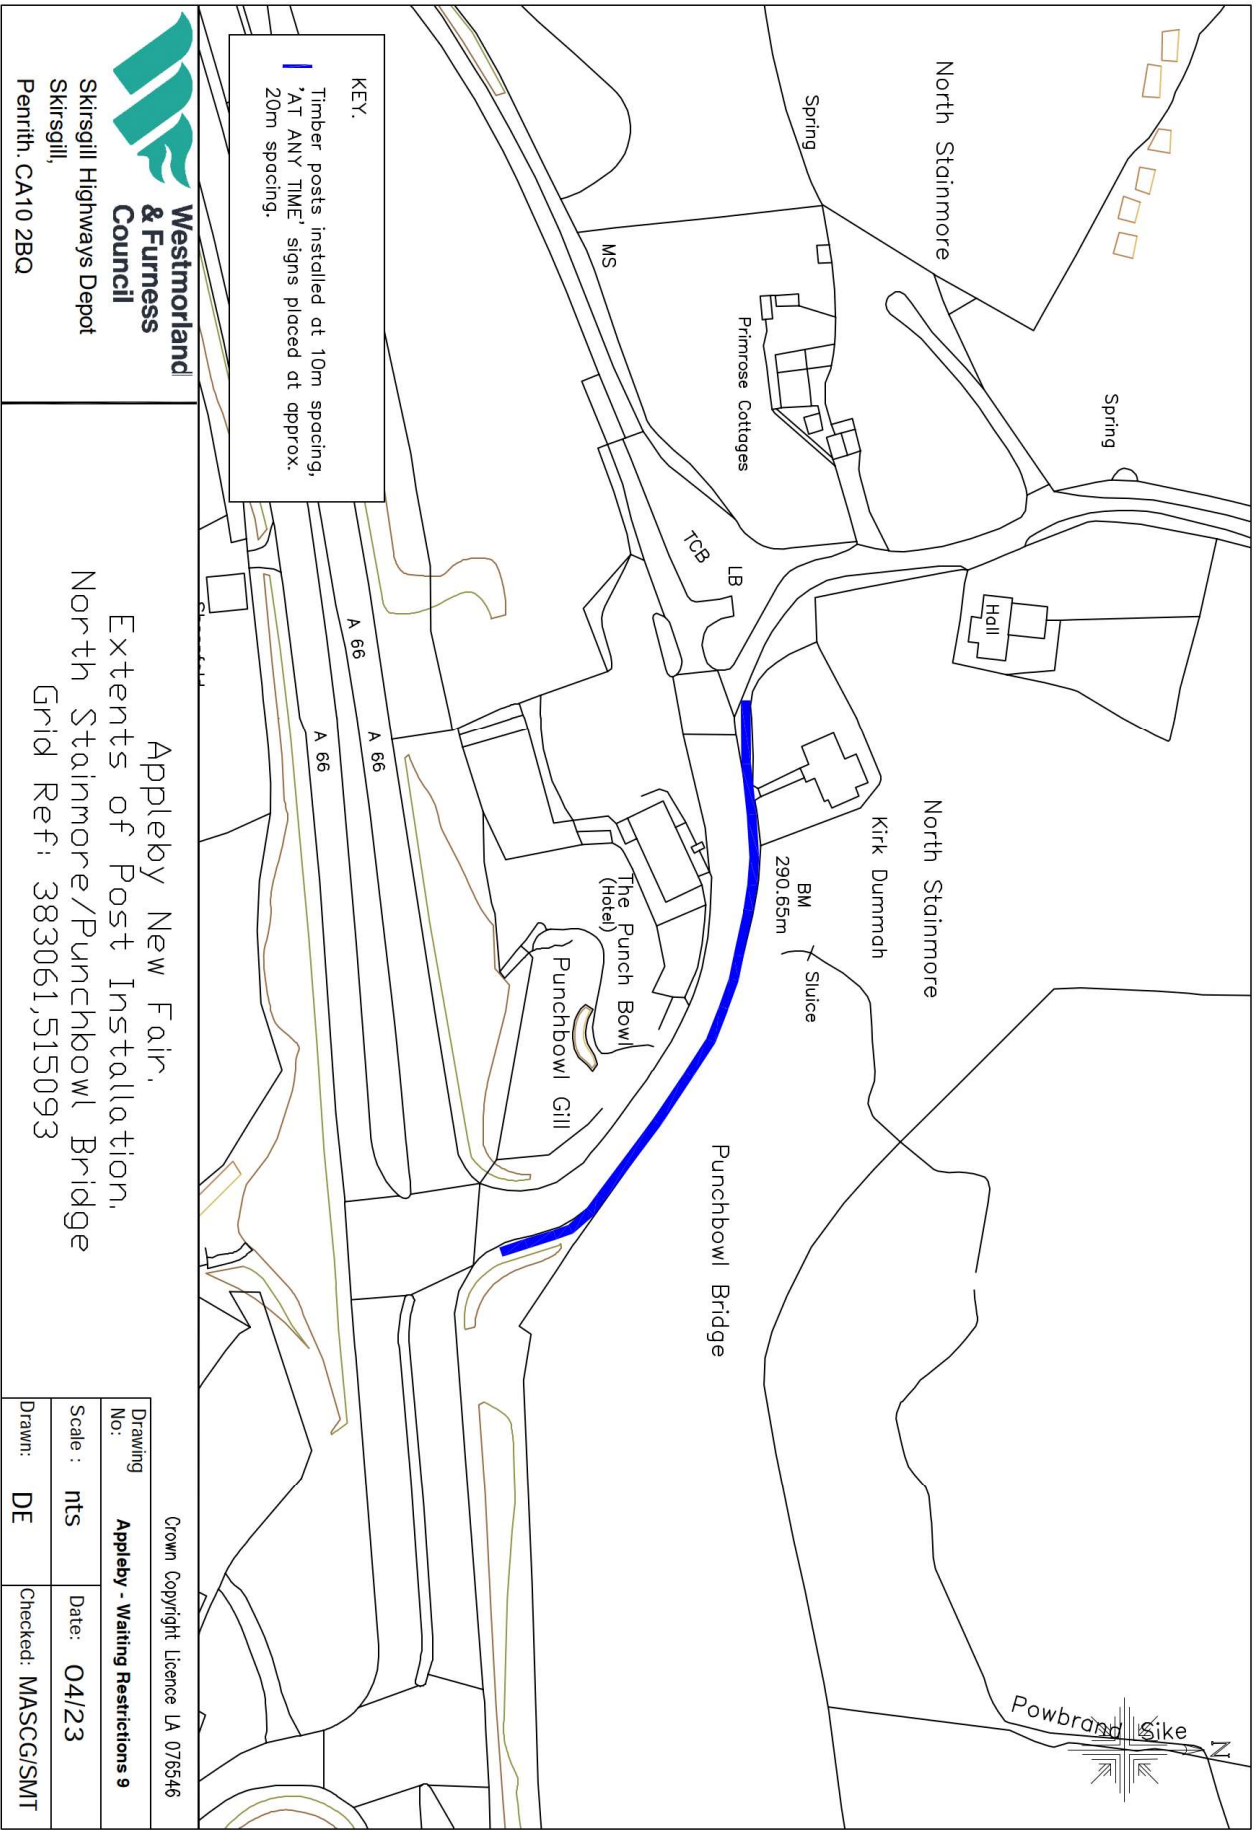 North Stainmore
Spring
Spring
MS
Primrose Cottages
TCB
LB
Hall
North Stainmore
Kirk Dummah
BM
290.65m
Sluice
The Punch Bowl
(Hotel)
Punchbowl Gill
Punchbowl Bridge
Powbrand Sike
N
A 66
A 66
A 66
KEY.
Timber posts installed at 10m spacing,
'AT ANY TIME' signs placed at approx.
20m spacing.
Westmorland
& Furness
Council
Skirsgill Highways Depot
Skirsgill,
Penrith. CA10 2BQ
Appleby New Fair.
Extents of Post Installation.
North Stainmore/Punchbowl Bridge
Grid Ref: 383061,515093
Crown Copyright Licence LA 076546
Drawing
No: Appleby - Waiting Restrictions 9
Scale : nts Date: 04/23
Drawn: DE Checked: MASCG/SMT